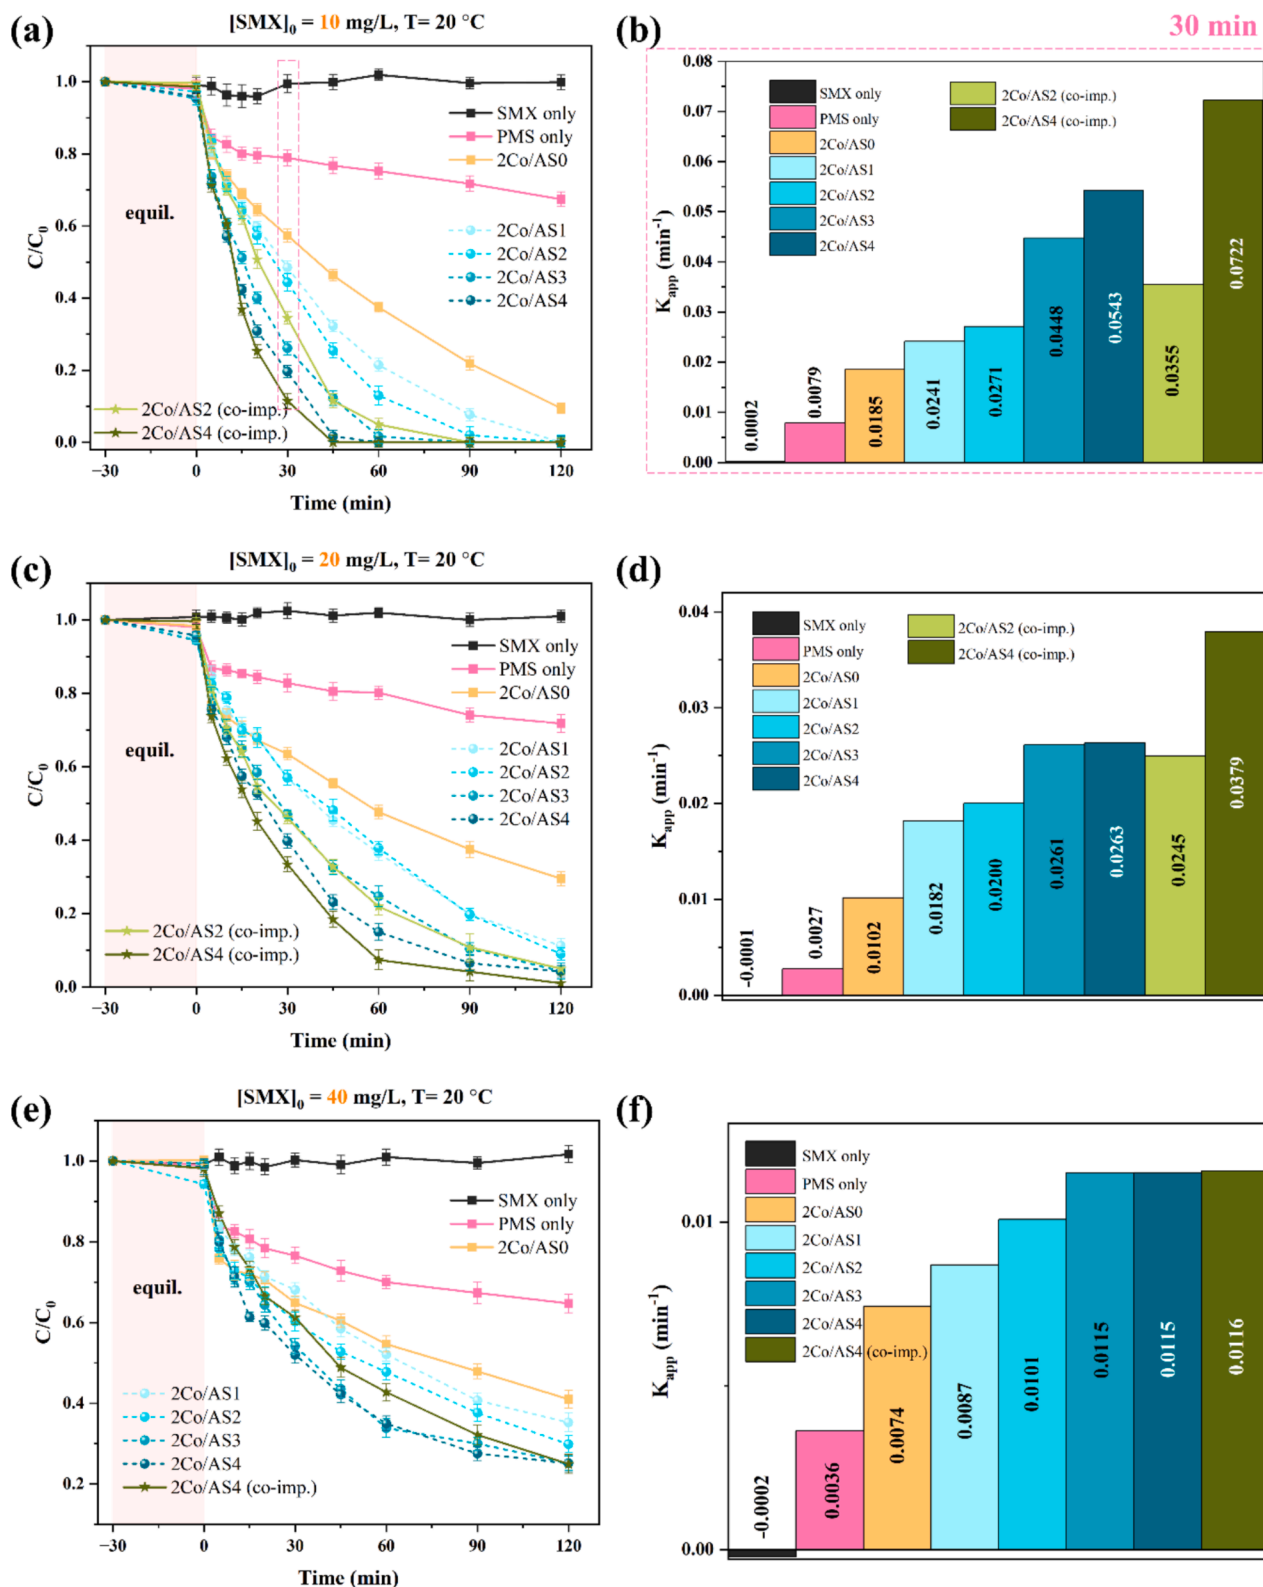 (a)
[SMX]₀ = 10 mg/L, T= 20 °C
1.0
0.8
0.6
0.4
0.2
0.0
C/C₀
equil.
SMX only
PMS only
2Co/AS0
2Co/AS1
2Co/AS2
2Co/AS3
2Co/AS4
2Co/AS2 (co-imp.)
2Co/AS4 (co-imp.)
−30 0 30 60 90 120
Time (min)
(b)
30 min
0.08
0.07
0.06
0.05
0.04
0.03
0.02
0.01
0.00
K_app (min⁻¹)
SMX only
PMS only
2Co/AS0
2Co/AS1
2Co/AS2
2Co/AS3
2Co/AS4
2Co/AS2 (co-imp.)
2Co/AS4 (co-imp.)
0.0002
0.0079
0.0185
0.0241
0.0271
0.0448
0.0543
0.0355
0.0722
(c)
[SMX]₀ = 20 mg/L, T= 20 °C
1.0
0.8
0.6
0.4
0.2
0.0
C/C₀
equil.
SMX only
PMS only
2Co/AS0
2Co/AS1
2Co/AS2
2Co/AS3
2Co/AS4
2Co/AS2 (co-imp.)
2Co/AS4 (co-imp.)
−30 0 30 60 90 120
Time (min)
(d)
0.04
0.03
0.02
0.01
0.00
K_app (min⁻¹)
SMX only
PMS only
2Co/AS0
2Co/AS1
2Co/AS2
2Co/AS3
2Co/AS4
2Co/AS2 (co-imp.)
2Co/AS4 (co-imp.)
-0.0001
0.0027
0.0102
0.0182
0.0200
0.0261
0.0263
0.0245
0.0379
(e)
[SMX]₀ = 40 mg/L, T= 20 °C
1.0
0.8
0.6
0.4
0.2
C/C₀
equil.
SMX only
PMS only
2Co/AS0
2Co/AS1
2Co/AS2
2Co/AS3
2Co/AS4
2Co/AS4 (co-imp.)
−30 0 30 60 90 120
Time (min)
(f)
0.01
0.00
K_app (min⁻¹)
SMX only
PMS only
2Co/AS0
2Co/AS1
2Co/AS2
2Co/AS3
2Co/AS4
2Co/AS4 (co-imp.)
-0.0002
0.0036
0.0074
0.0087
0.0101
0.0115
0.0115
0.0116